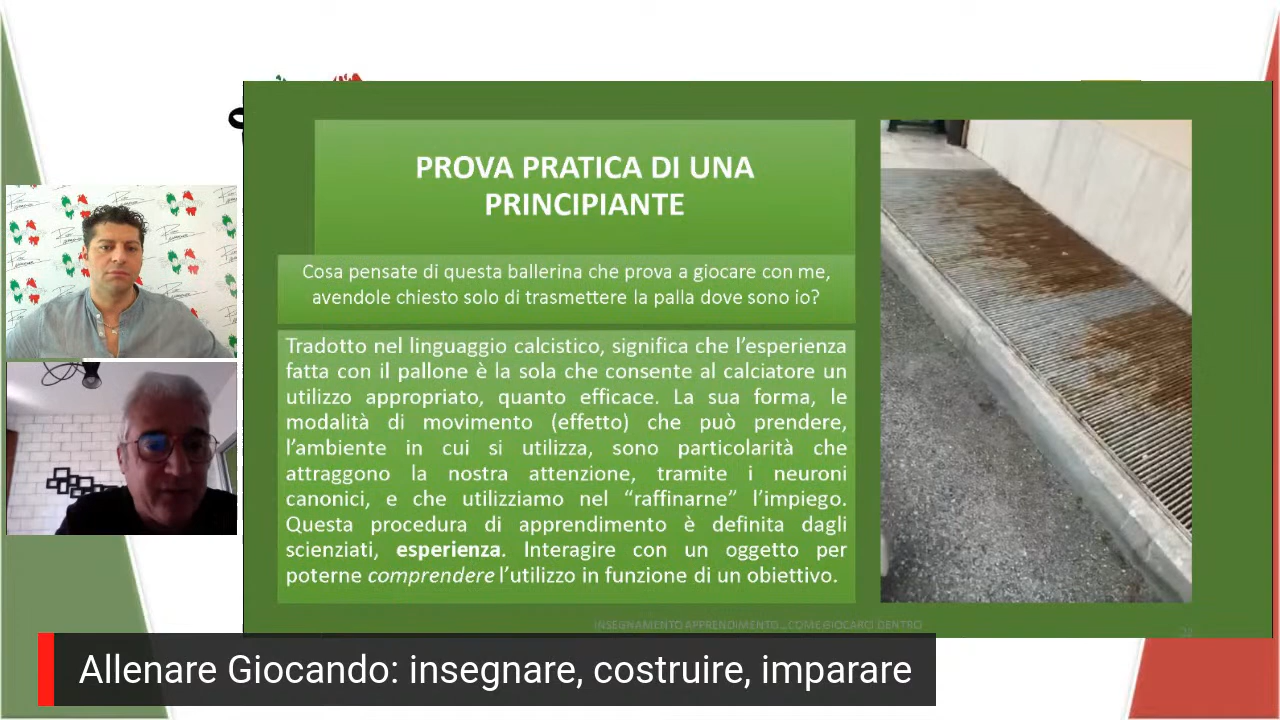 PROVA PRATICA DI UNA
PRINCIPIANTE
Cosa pensate di questa ballerina che prova a giocare con me,
avendole chiesto solo di trasmettere la palla dove sono io?
Tradotto nel linguaggio calcistico, significa che l'esperienza
fatta con il pallone è la sola che consente al calciatore un
utilizzo appropriato, quanto efficace. La sua forma, le
modalità di movimento (effetto) che può prendere,
l'ambiente in cui si utilizza, sono particolarità che
attraggono la nostra attenzione, tramite i neuroni
canonici, e che utilizziamo nel “raffinarne” l'impiego.
Questa procedura di apprendimento è definita dagli
scienziati, esperienza. Interagire con un oggetto per
poterne comprendere l'utilizzo in funzione di un obiettivo.
INSEGNAMENTO APPRENDIMENTO...COME GIOCARCI DENTRO
Allenare Giocando: insegnare, costruire, imparare